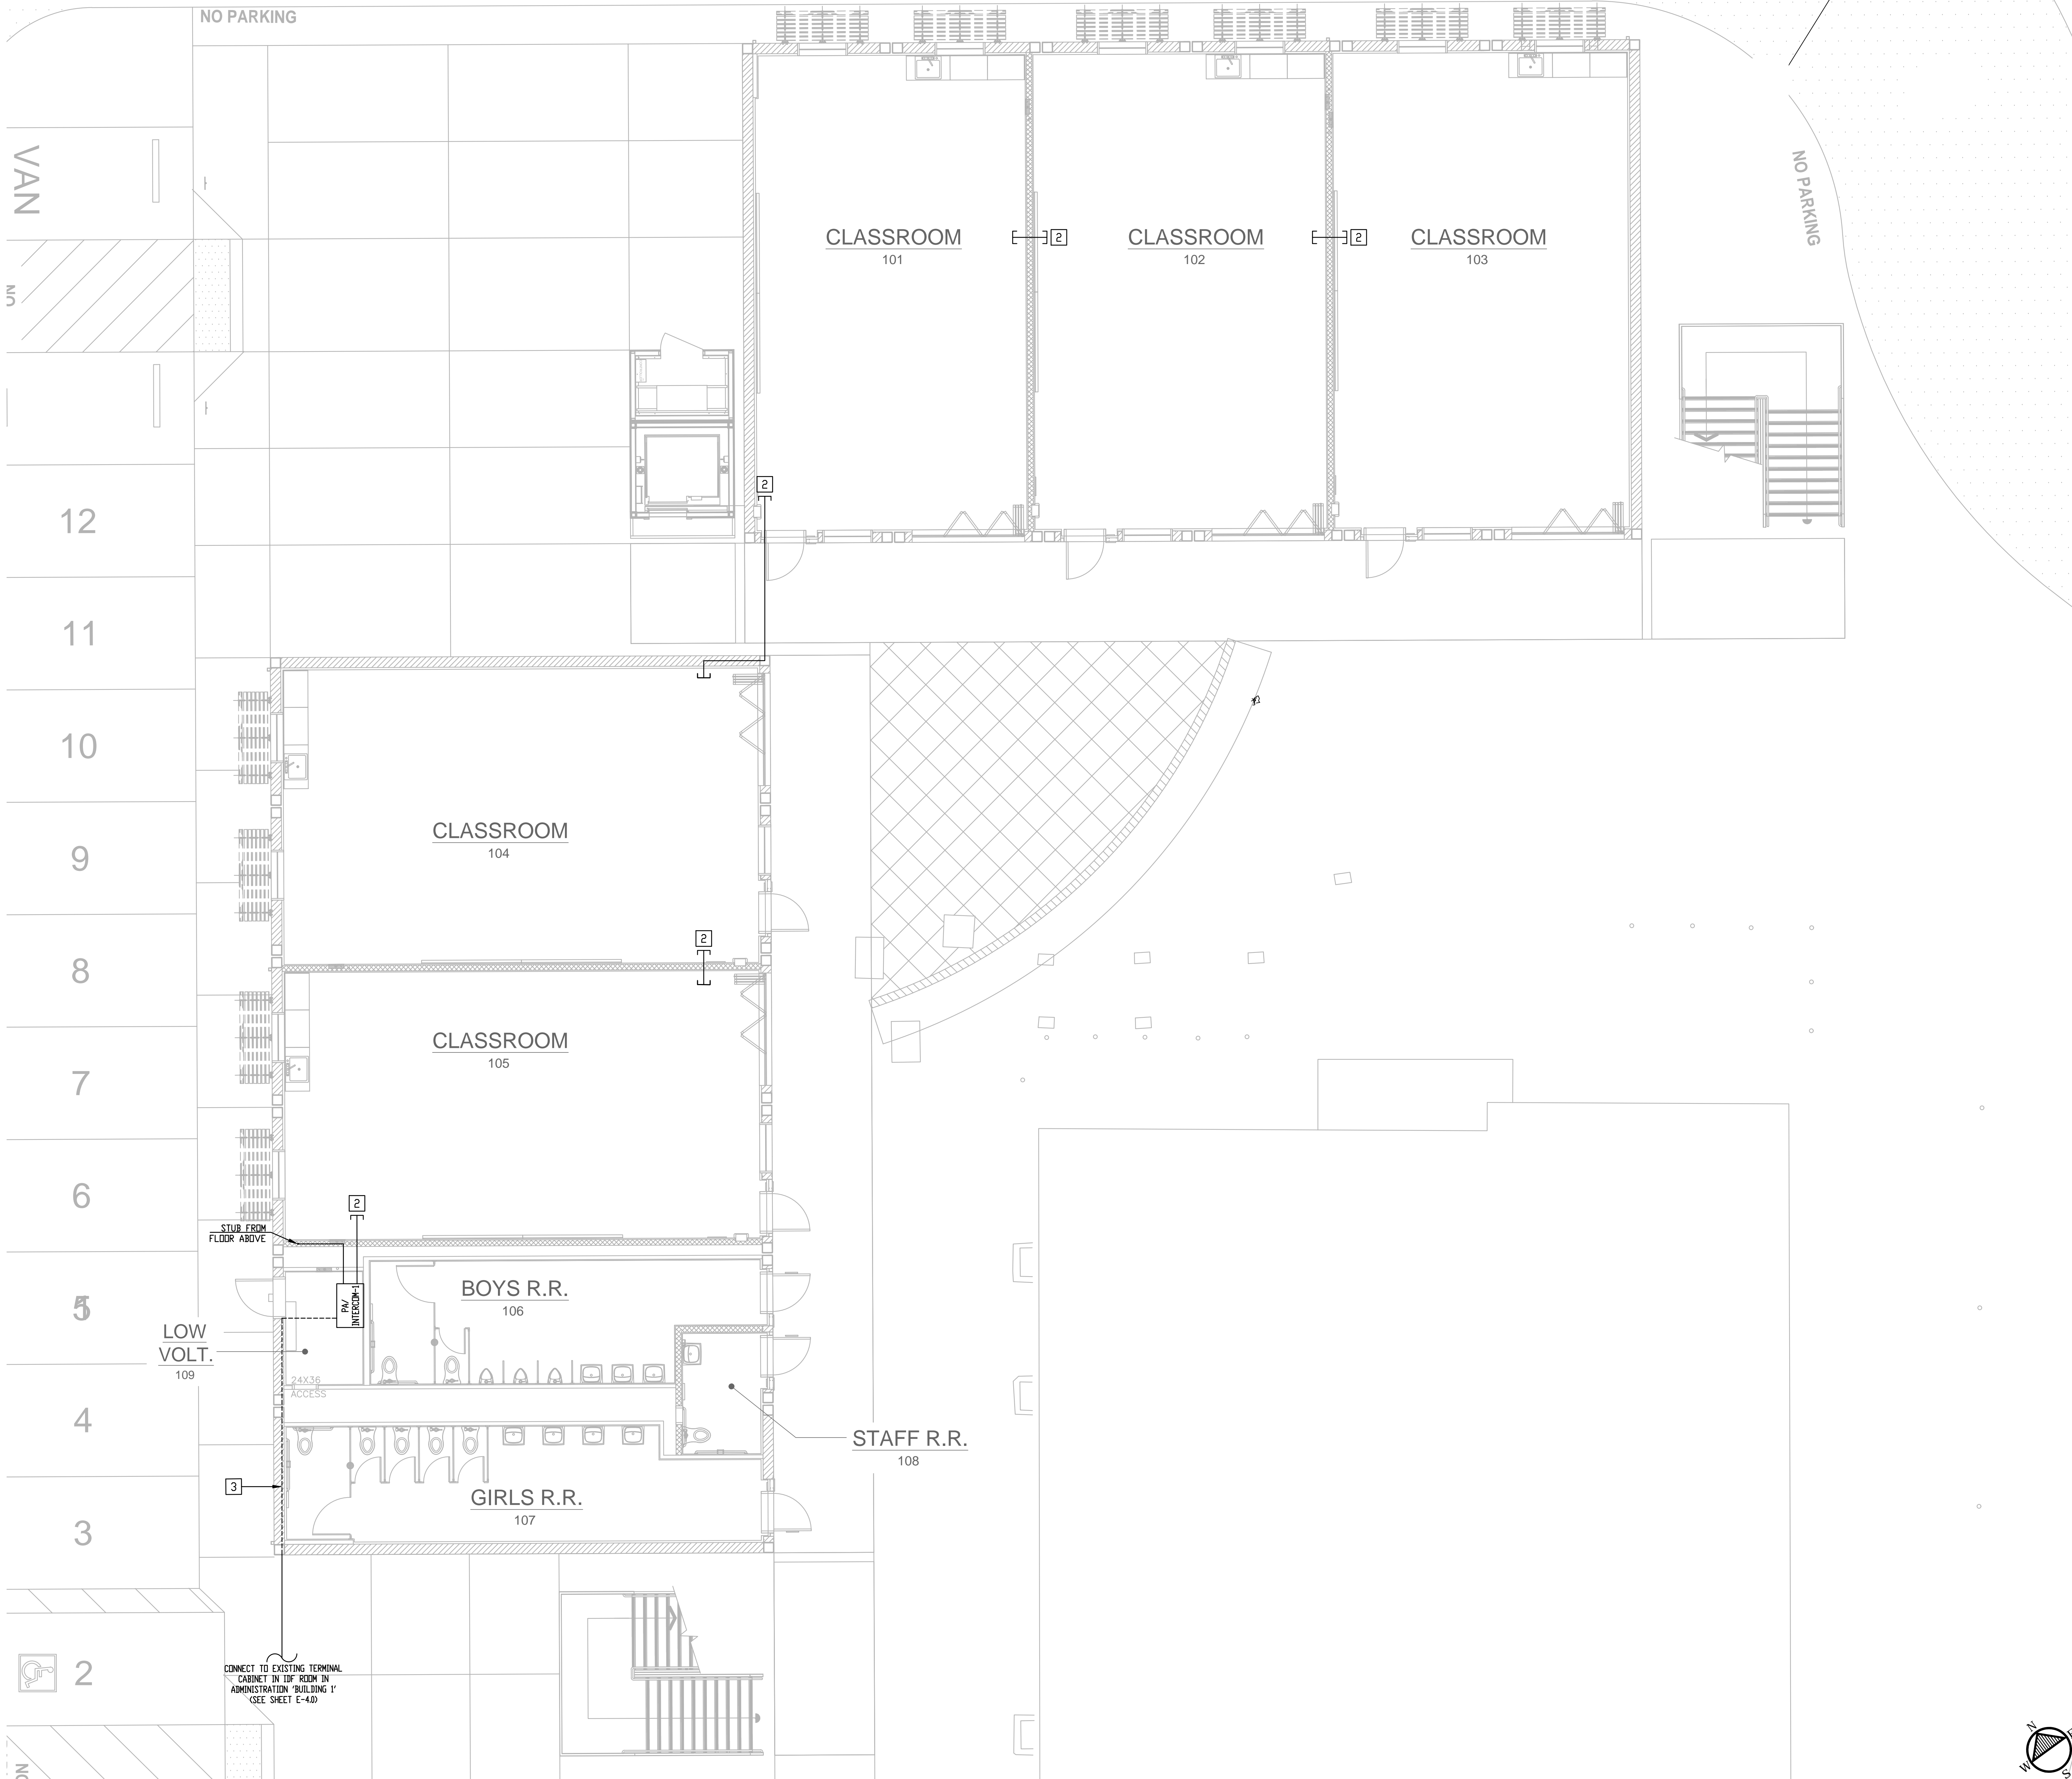 NO PARKING
VAN
NO PARKING
CLASSROOM
101
2
CLASSROOM
102
2
CLASSROOM
103
2
12
11
10
9
8
7
6
5
4
3
2
CLASSROOM
104
2
CLASSROOM
105
2
STUB FROM
FLOOR ABOVE
PA/
INTERCOM-1
BOYS R.R.
106
LOW
VOLT.
109
24X36
ACCESS
STAFF R.R.
108
3
GIRLS R.R.
107
CONNECT TO EXISTING TERMINAL
CABINET IN IDF ROOM IN
ADMINISTRATION 'BUILDING 1'
(SEE SHEET E-4.0)
N
W
S